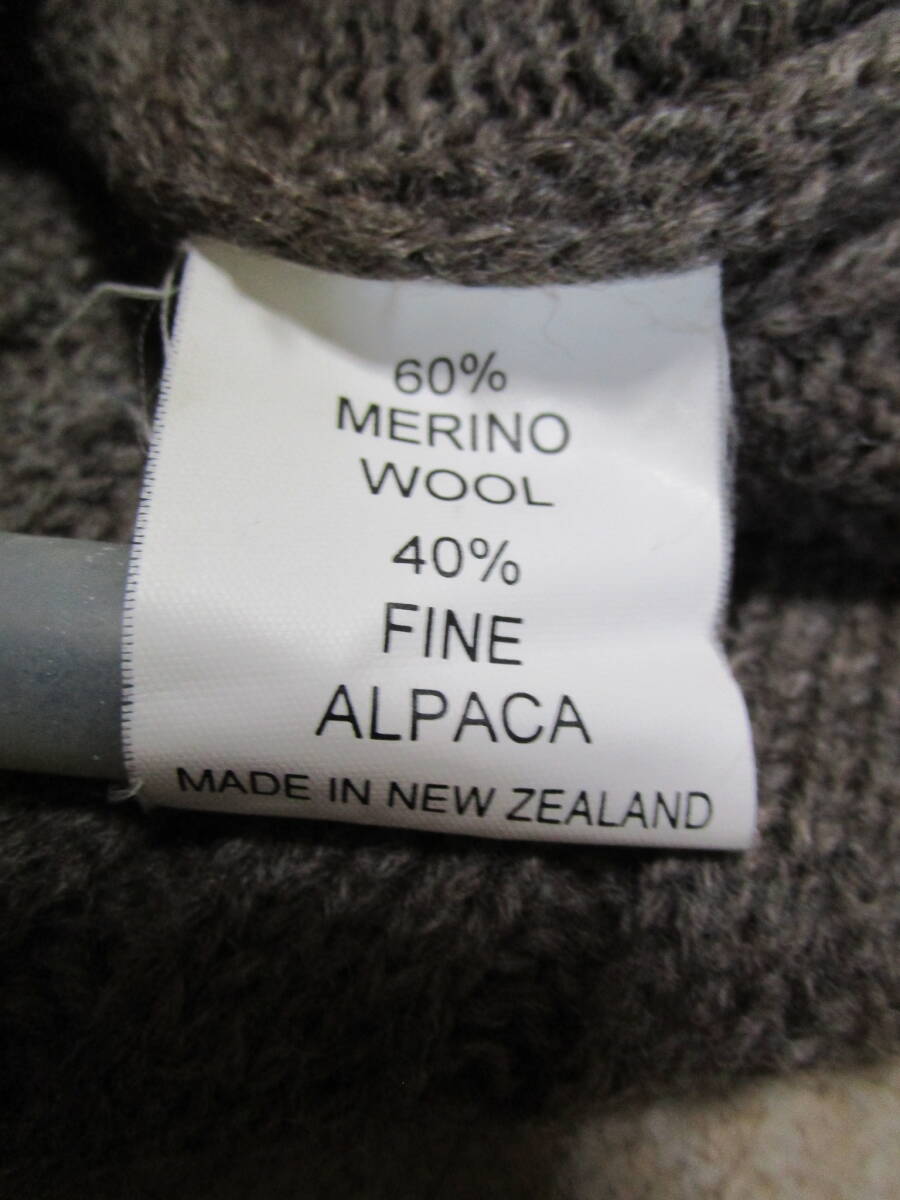 60%
MERINO
WOOL
40%
FINE
ALPACA
MADE IN NEW ZEALAND